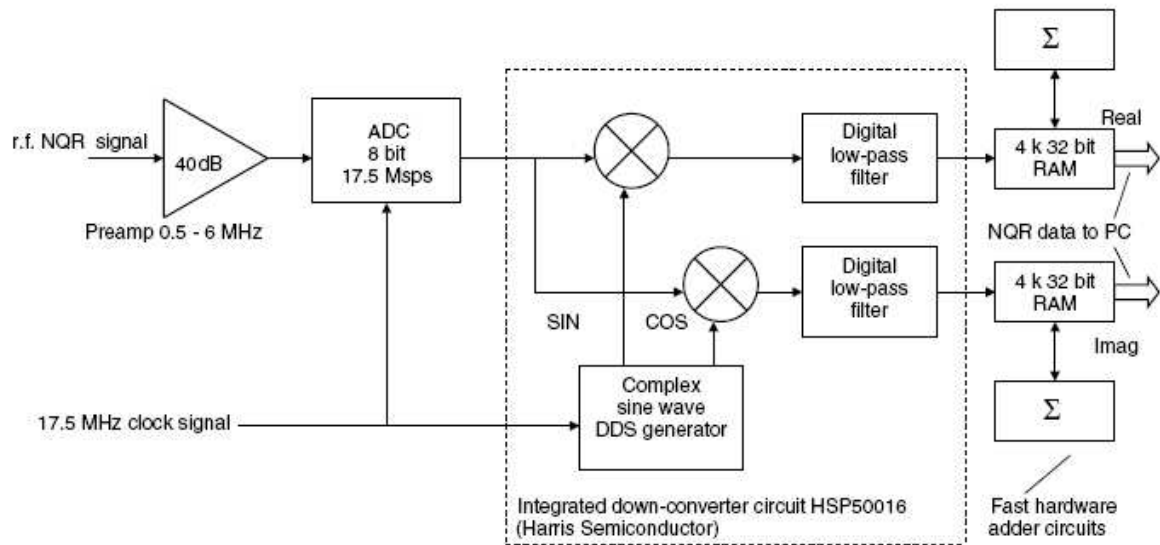 Σ
r.f. NQR signal
40dB
Preamp 0.5 - 6 MHz
ADC
8 bit
17.5 Msps
Digital
low-pass
filter
4 k 32 bit
RAM
Real
NQR data to PC
SIN
COS
Digital
low-pass
filter
4 k 32 bit
RAM
Imag
17.5 MHz clock signal
Complex
sine wave
DDS generator
Σ
Integrated down-converter circuit HSP50016
(Harris Semiconductor)
Fast hardware
adder circuits